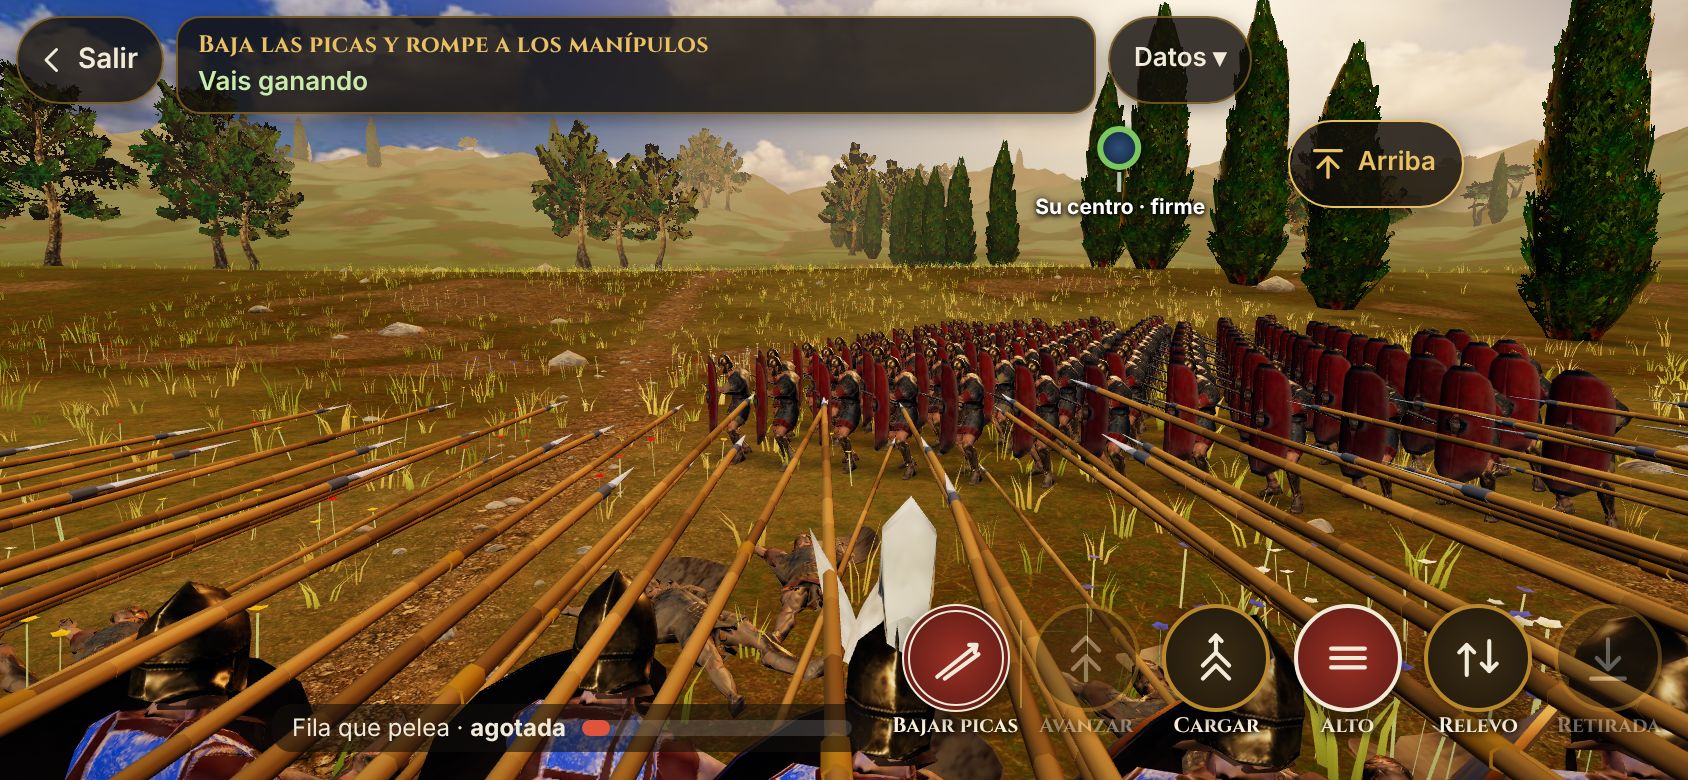 Salir
BAJA LAS PICAS Y ROMPE A LOS MANÍPULOS
Vais ganando
Datos ▾
Arriba
Su centro · firme
Fila que pelea · agotada
BAJAR PICAS
AVANZAR
CARGAR
ALTO
RELEVO
RETIRADA